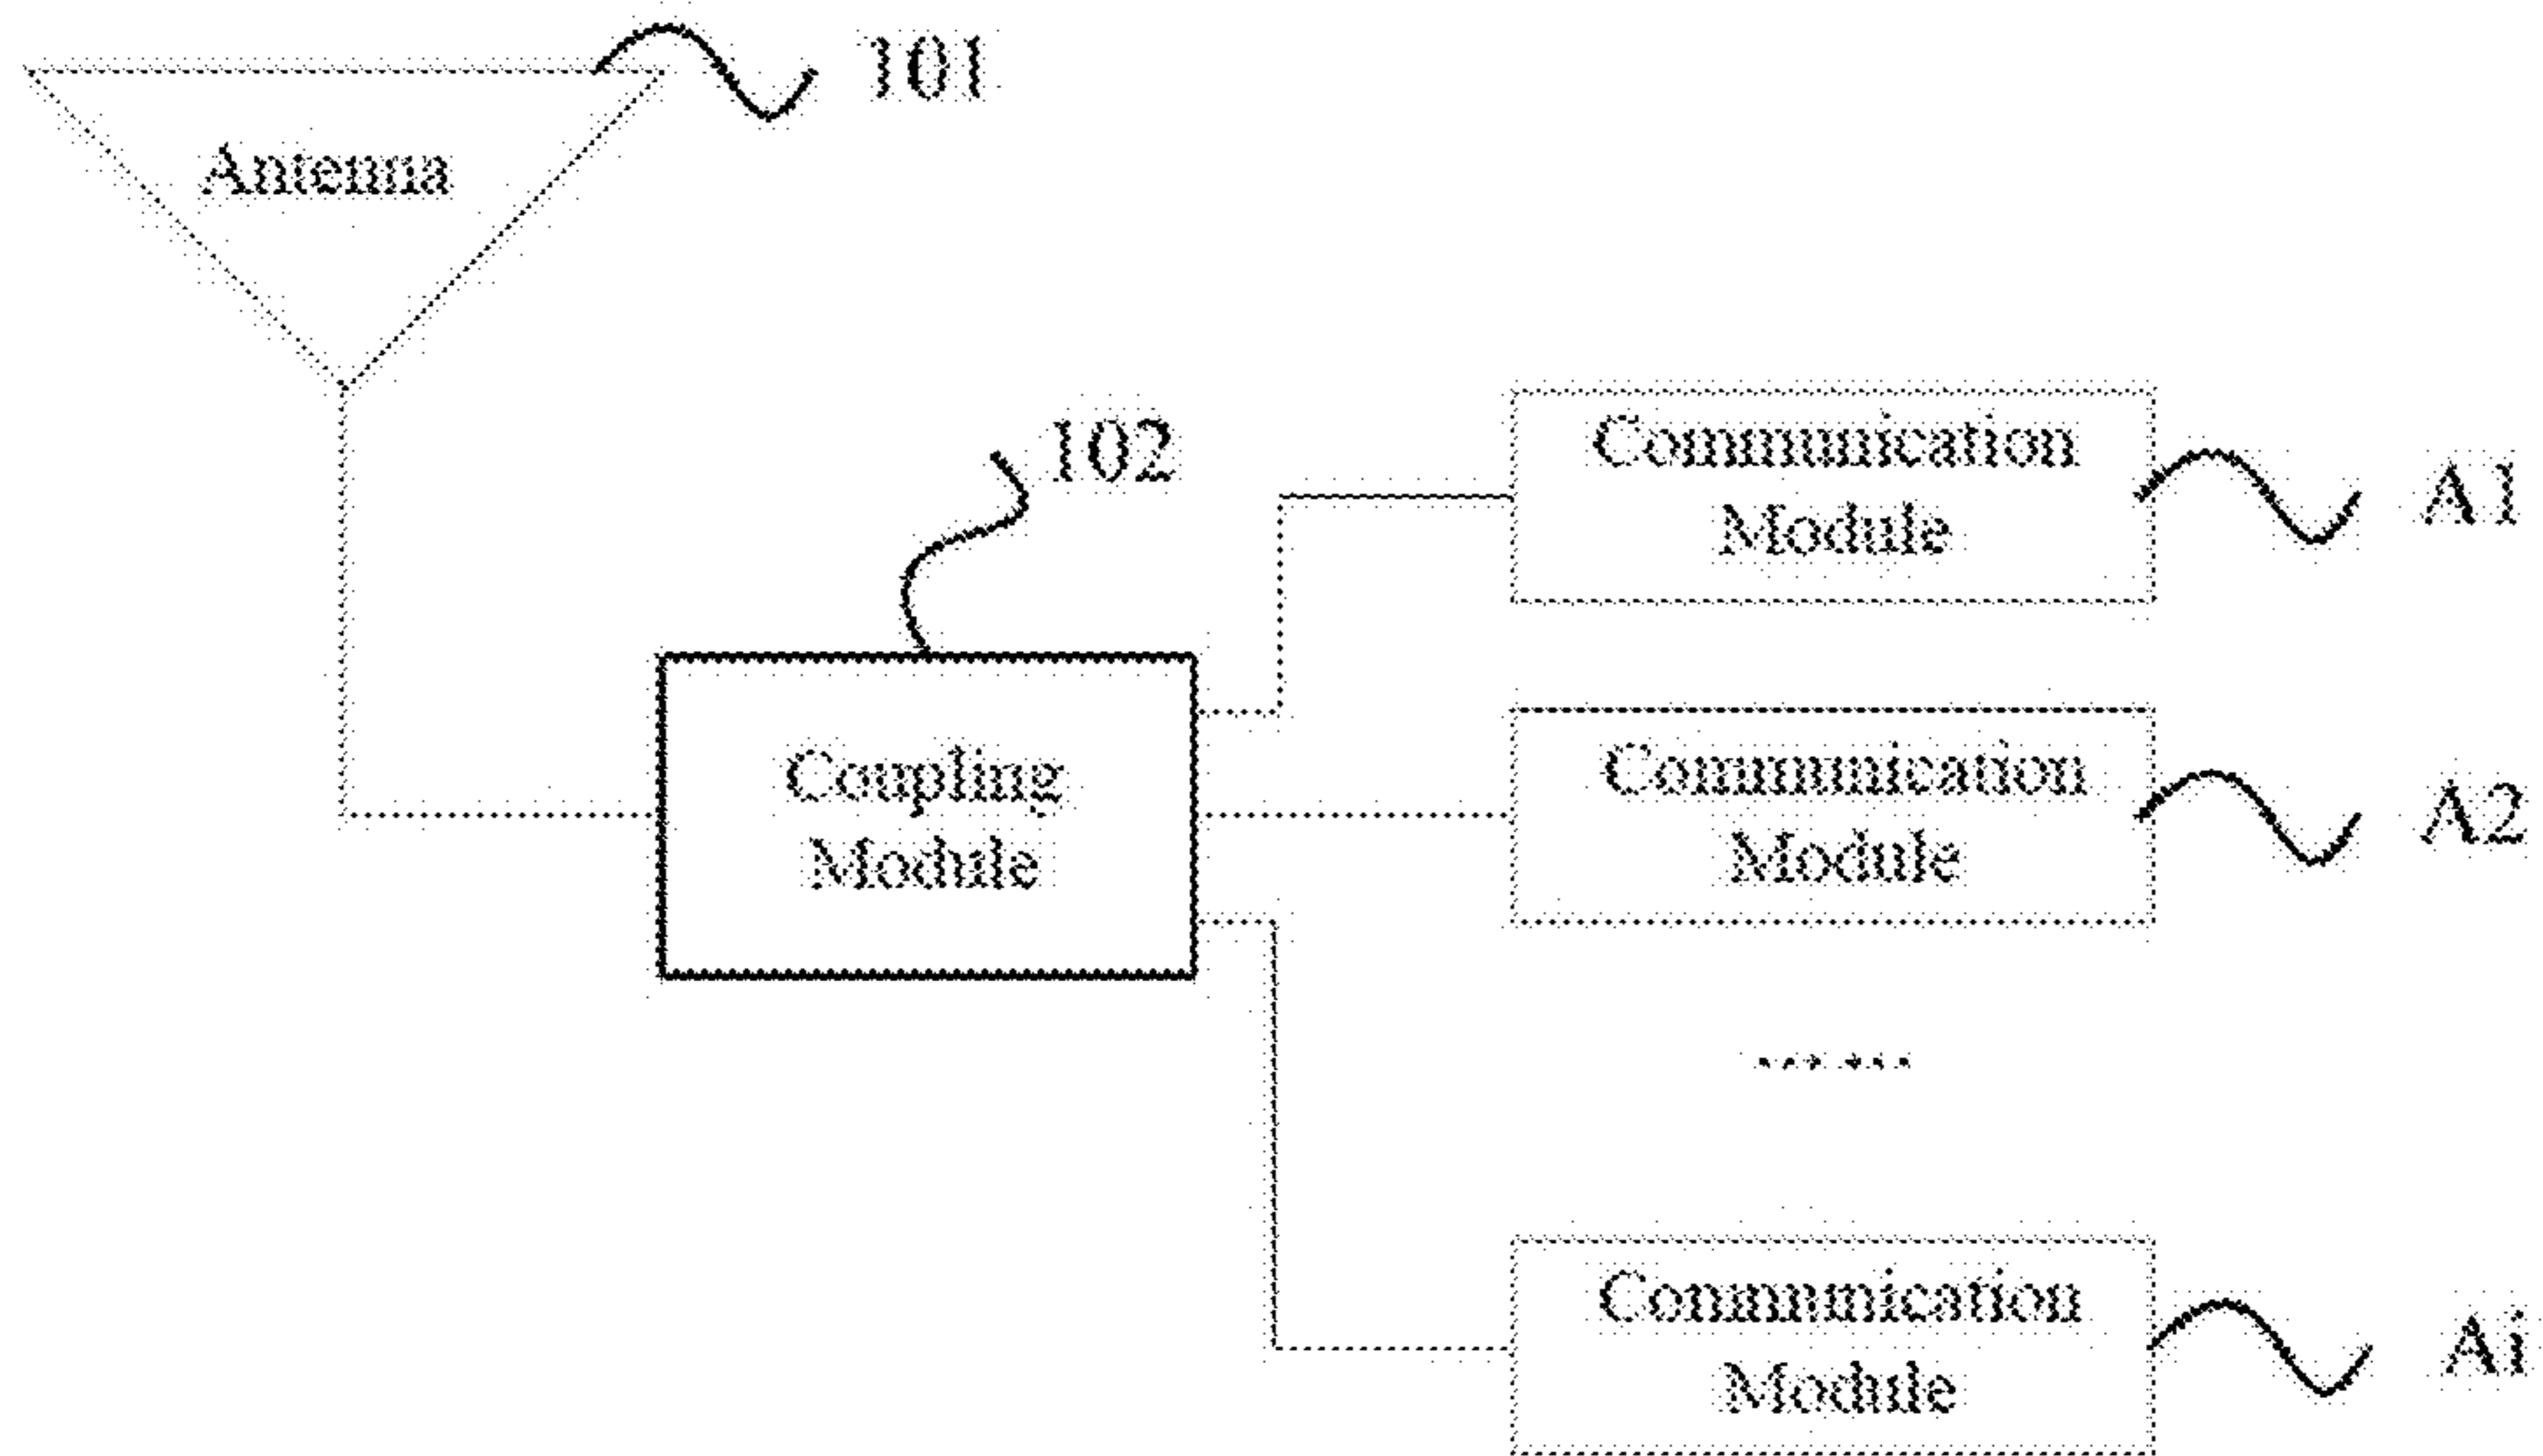 101
Antenna
102
Communication
Module
A1
Coupling
Module
Communication
Module
A2
......
Communication
Module
Ai